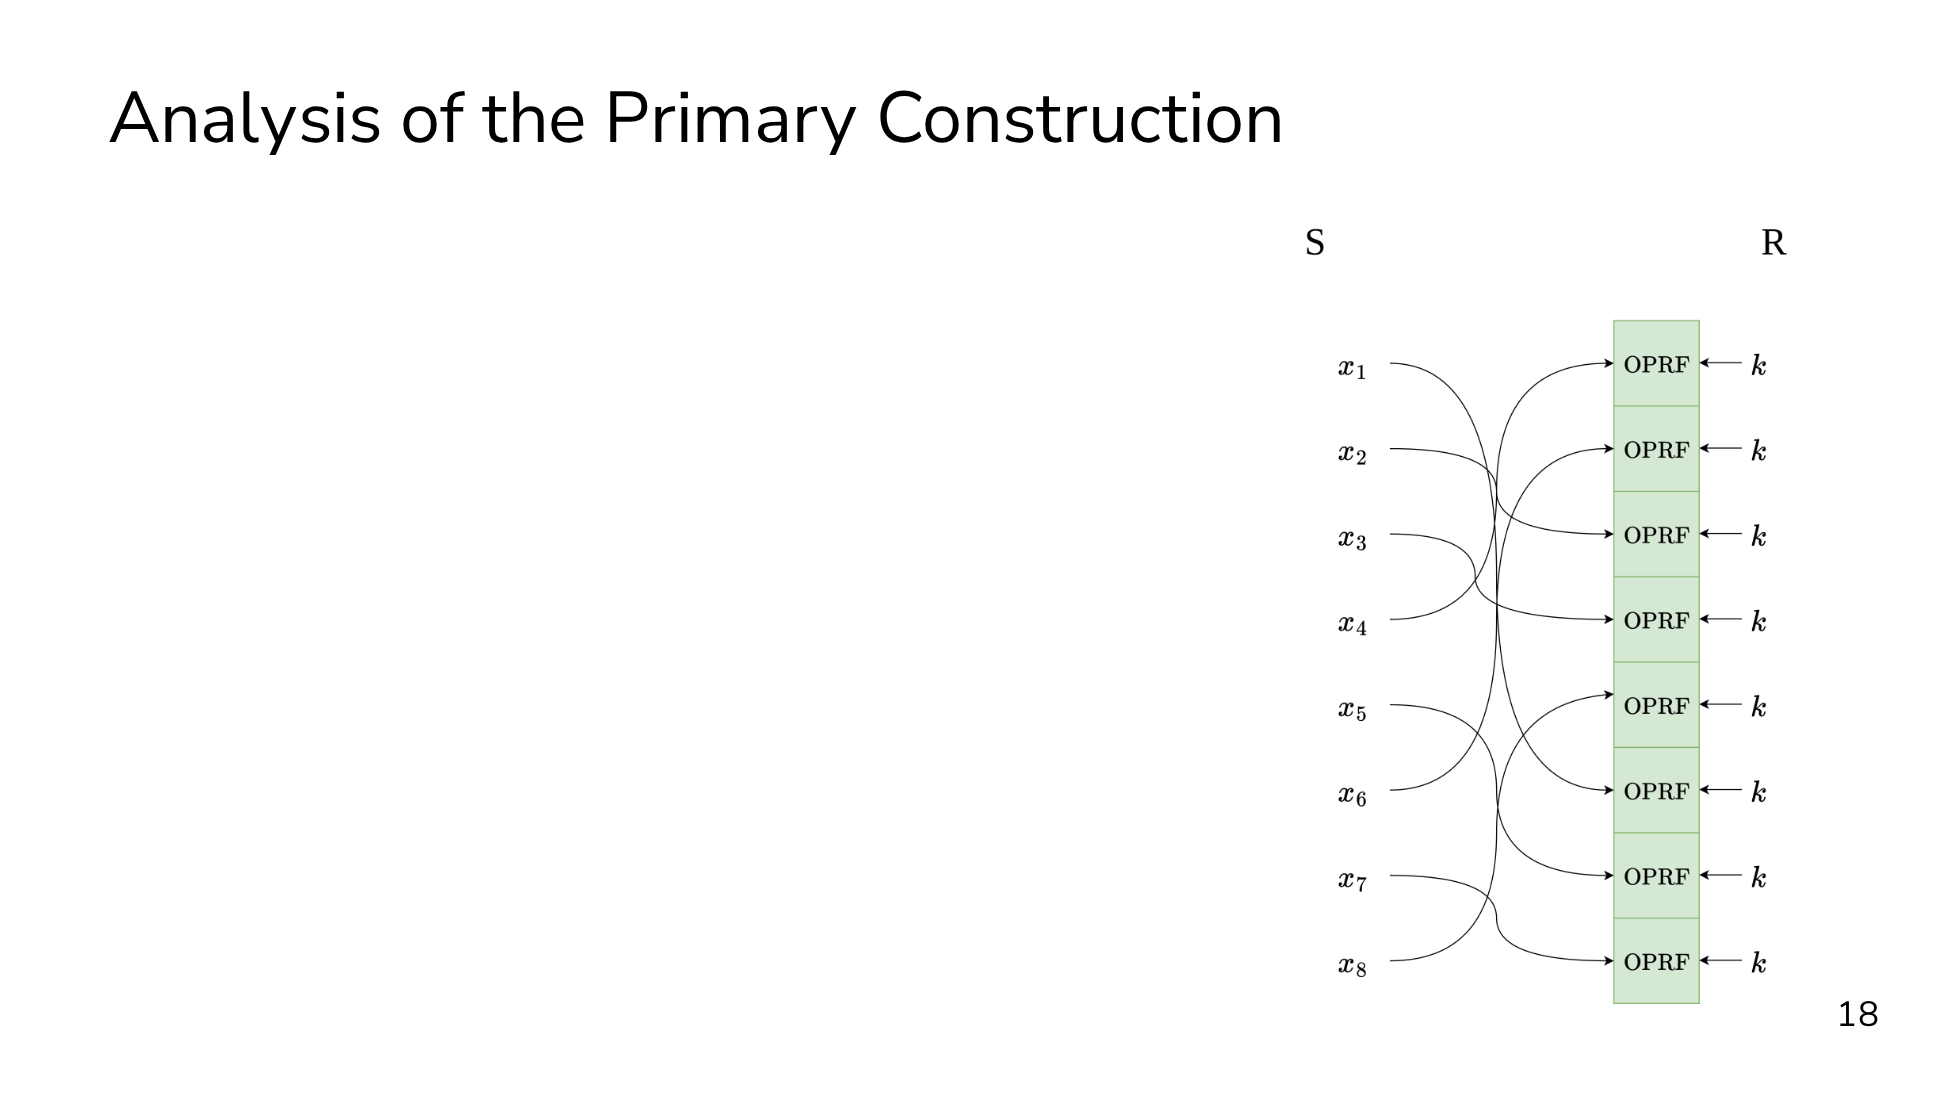 Analysis of the Primary Construction
S R
x₁ OPRF k
x₂ OPRF k
x₃ OPRF k
x₄ OPRF k
x₅ OPRF k
x₆ OPRF k
x₇ OPRF k
x₈ OPRF k
18